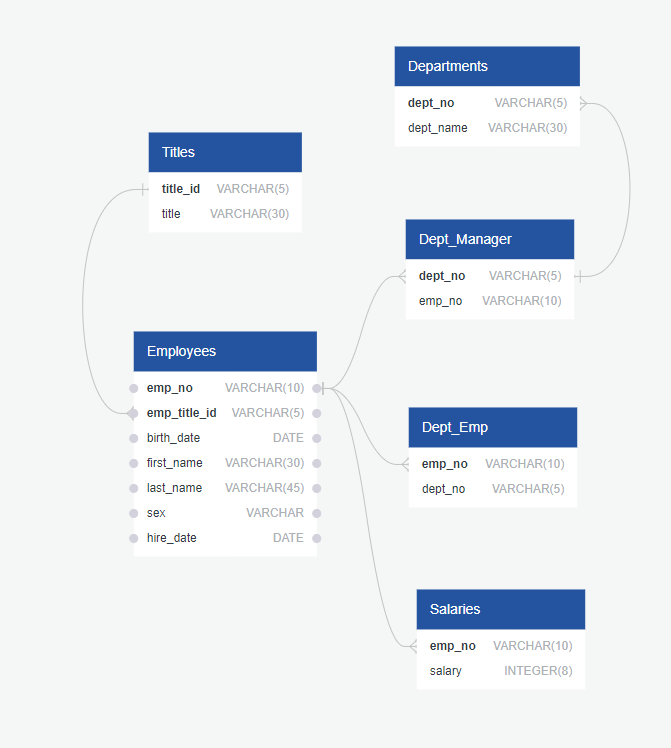 Departments
dept_no VARCHAR(5)
dept_name VARCHAR(30)
Titles
title_id VARCHAR(5)
title VARCHAR(30)
Dept_Manager
dept_no VARCHAR(5)
emp_no VARCHAR(10)
Employees
emp_no VARCHAR(10)
emp_title_id VARCHAR(5)
birth_date DATE
first_name VARCHAR(30)
last_name VARCHAR(45)
sex VARCHAR
hire_date DATE
Dept_Emp
emp_no VARCHAR(10)
dept_no VARCHAR(5)
Salaries
emp_no VARCHAR(10)
salary INTEGER(8)